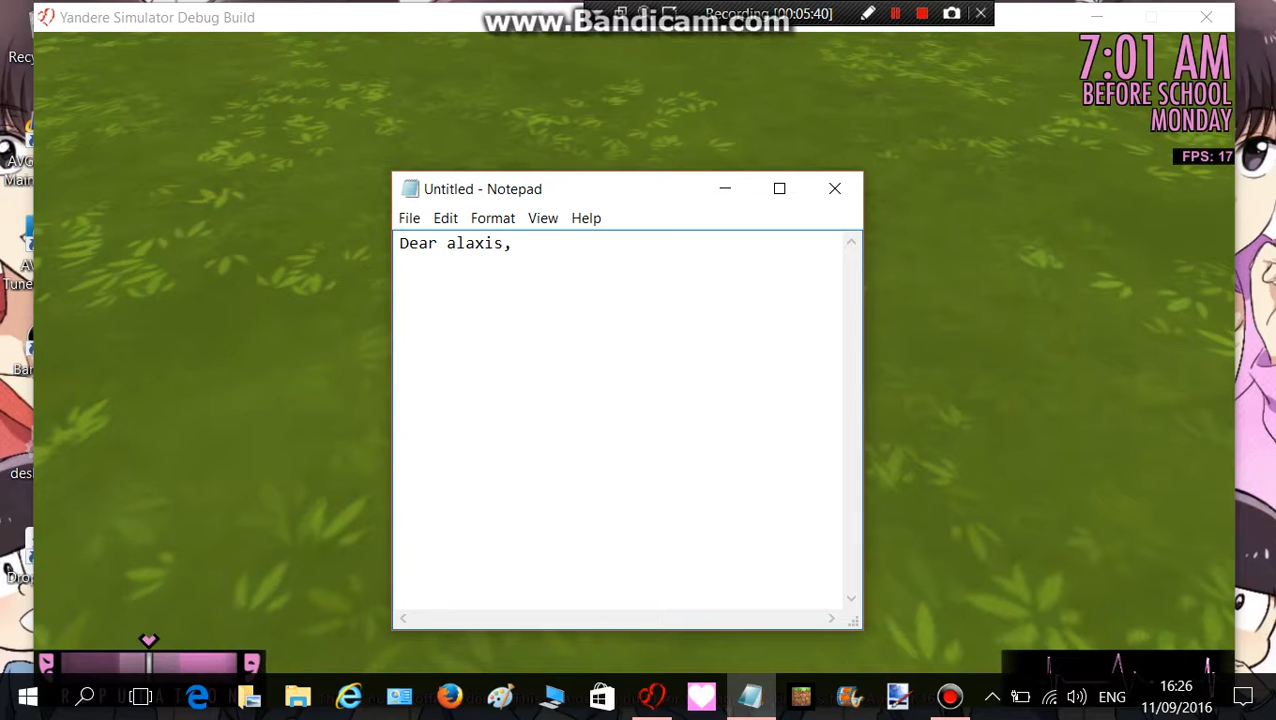 Yandere Simulator Debug Build
www.Bandicam.com
Recording [00:05:40]
7:01 AM
BEFORE SCHOOL
MONDAY
FPS: 17
Untitled - Notepad
File Edit Format View Help
Dear alaxis,
REPUTATION
ENG
16:26
11/09/2016